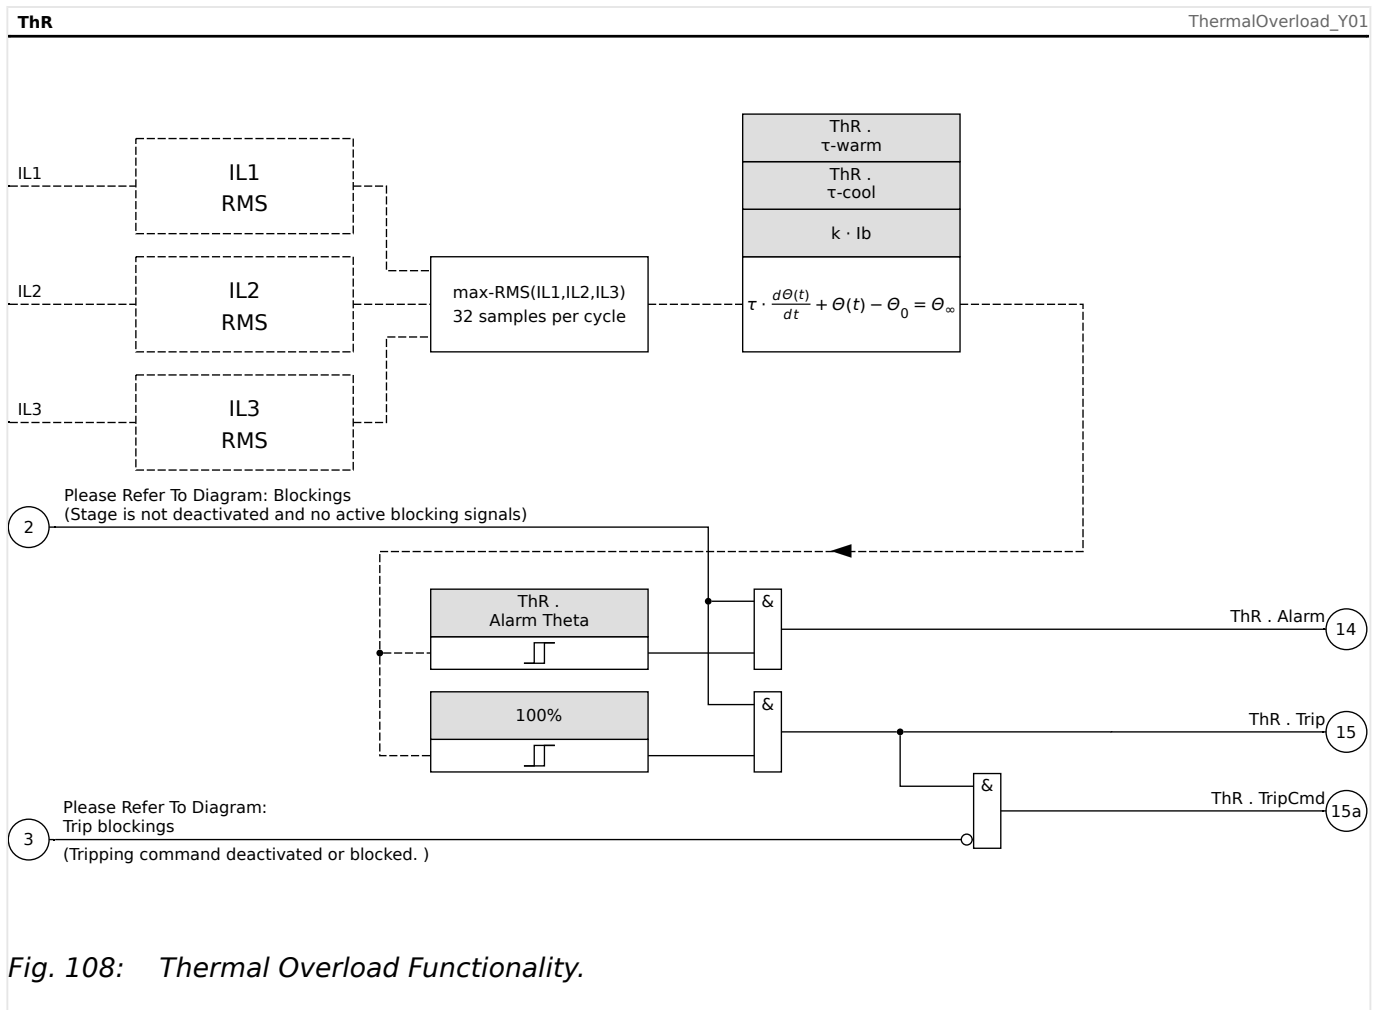 ThR
ThermalOverload_Y01
ThR .
τ-warm
ThR .
τ-cool
k · Ib
τ · dΘ(t)/dt + Θ(t) − Θ₀ = Θ∞
IL1
IL1
RMS
IL2
IL2
RMS
IL3
IL3
RMS
max-RMS(IL1,IL2,IL3)
32 samples per cycle
2
Please Refer To Diagram: Blockings
(Stage is not deactivated and no active blocking signals)
ThR .
Alarm Theta
&
ThR . Alarm
14
100%
&
ThR . Trip
15
&
ThR . TripCmd
15a
3
Please Refer To Diagram:
Trip blockings
(Tripping command deactivated or blocked. )
Fig. 108: Thermal Overload Functionality.